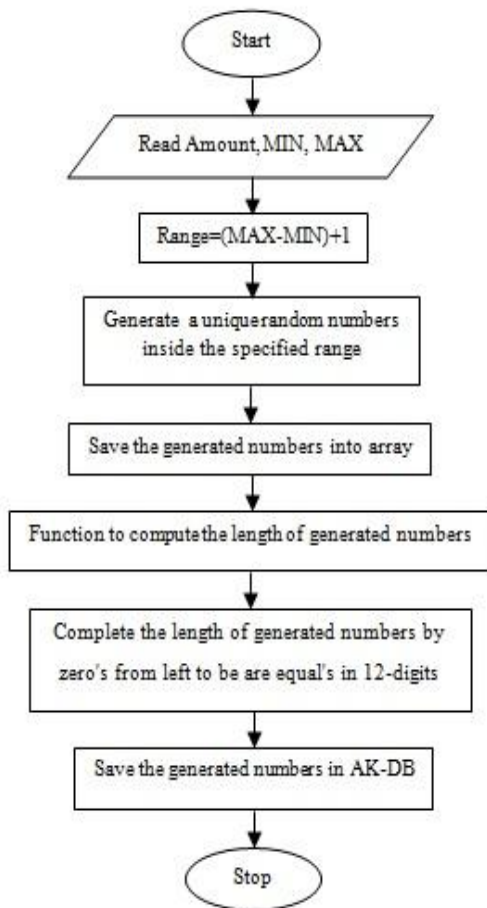 Start
Read Amount, MIN, MAX
Range=(MAX-MIN)+1
Generate a unique random numbers
inside the specified range
Save the generated numbers into array
Function to compute the length of generated numbers
Complete the length of generated numbers by
zero's from left to be are equal's in 12-digits
Save the generated numbers in AK-DB
Stop